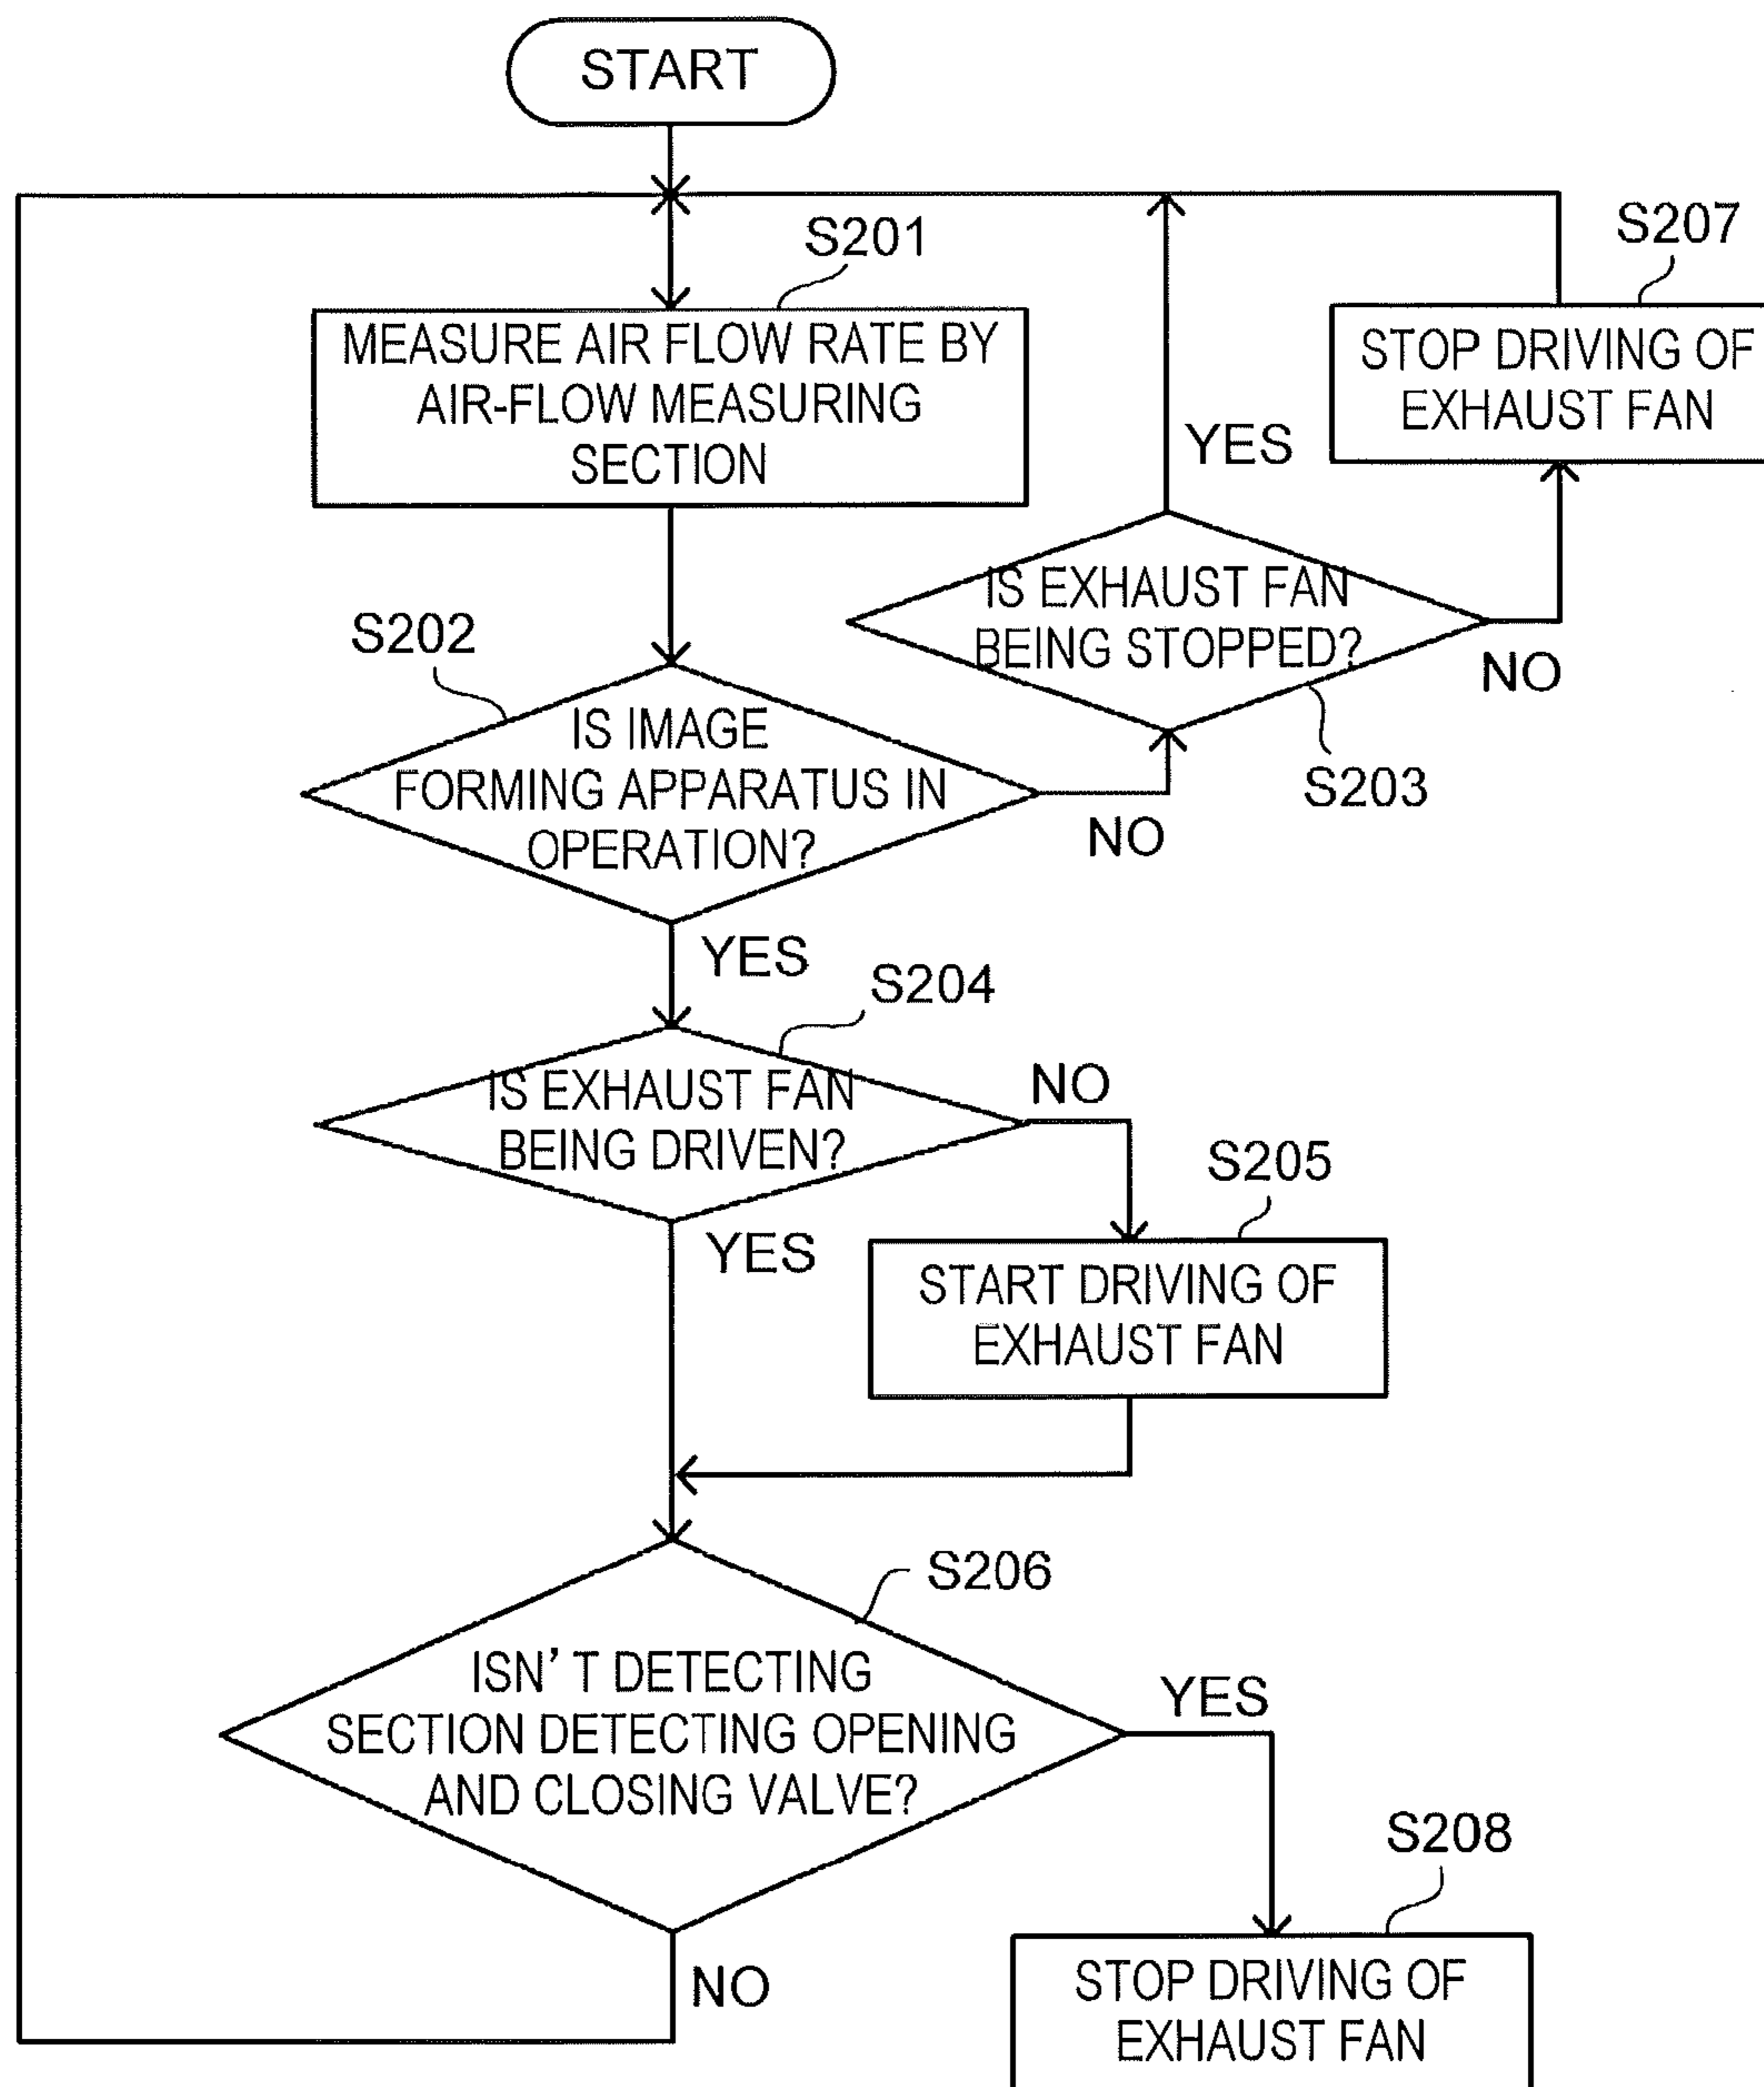 START
S201
MEASURE AIR FLOW RATE BY
AIR-FLOW MEASURING
SECTION
S207
STOP DRIVING OF
EXHAUST FAN
YES
IS EXHAUST FAN
BEING STOPPED?
NO
S203
S202
IS IMAGE
FORMING APPARATUS IN
OPERATION?
NO
YES
S204
IS EXHAUST FAN
BEING DRIVEN?
NO
YES
S205
START DRIVING OF
EXHAUST FAN
S206
ISN'T DETECTING
SECTION DETECTING OPENING
AND CLOSING VALVE?
YES
NO
S208
STOP DRIVING OF
EXHAUST FAN